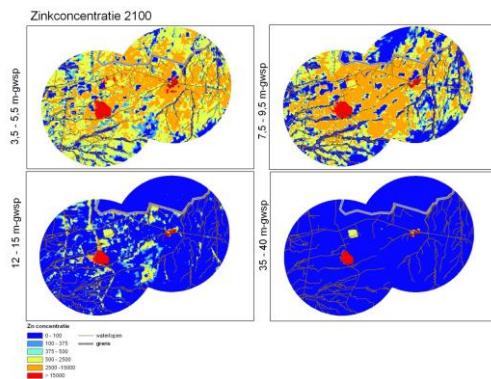 Zinkconcentratie 2100
3,5 - 5,5 m-gwsp
7,5 - 9,5 m-gwsp
12 - 15 m-gwsp
35 - 40 m-gwsp
Zn concentratie
0 - 100
100 - 375
375 - 500
500 - 2500
2500 - 15000
> 15000
waterlopen
grens